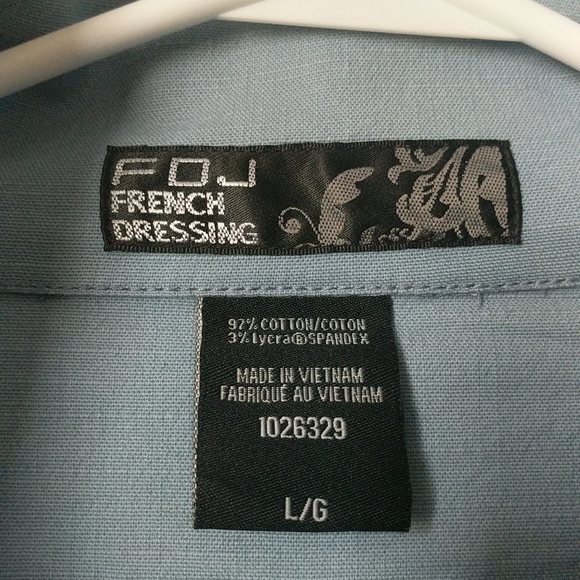 FDJ
FRENCH
DRESSING
97% COTTON/COTON
3% Lycra®SPANDEX
MADE IN VIETNAM
FABRIQUÉ AU VIETNAM
1026329
L/G